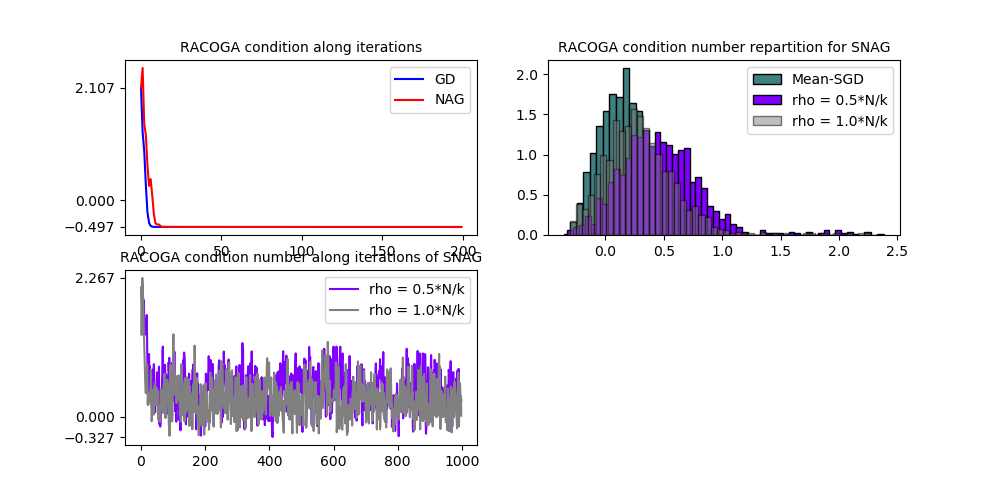 RACOGA condition along iterations
2.107
0.000
−0.497
GD
NAG
0 50 100 150 200
RACOGA condition number repartition for SNAG
2.0
1.5
1.0
0.5
0.0
Mean-SGD
rho = 0.5*N/k
rho = 1.0*N/k
0.0 0.5 1.0 1.5 2.0 2.5
RACOGA condition number along iterations of SNAG
2.267
0.000
−0.327
rho = 0.5*N/k
rho = 1.0*N/k
0 200 400 600 800 1000